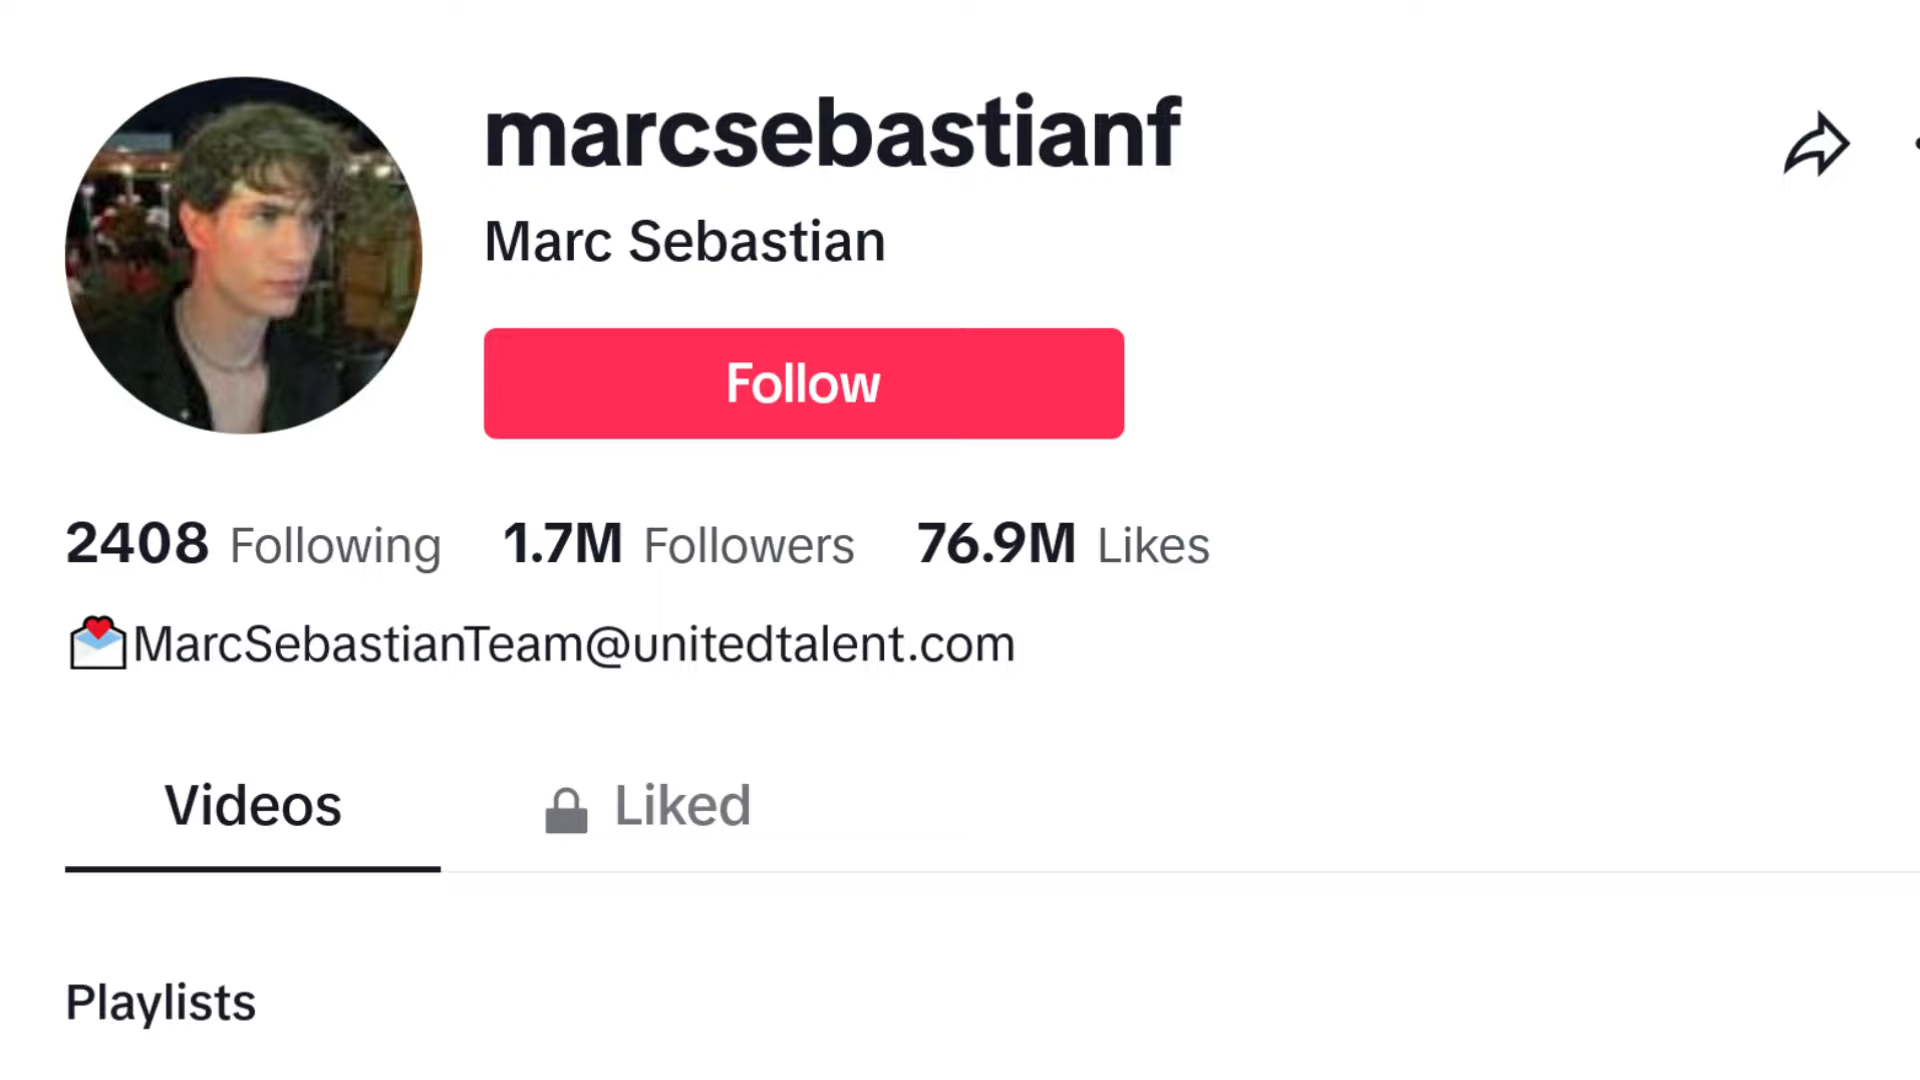 marcsebastianf
Marc Sebastian
Follow
2408 Following 1.7M Followers 76.9M Likes
MarcSebastianTeam@unitedtalent.com
Videos Liked
Playlists